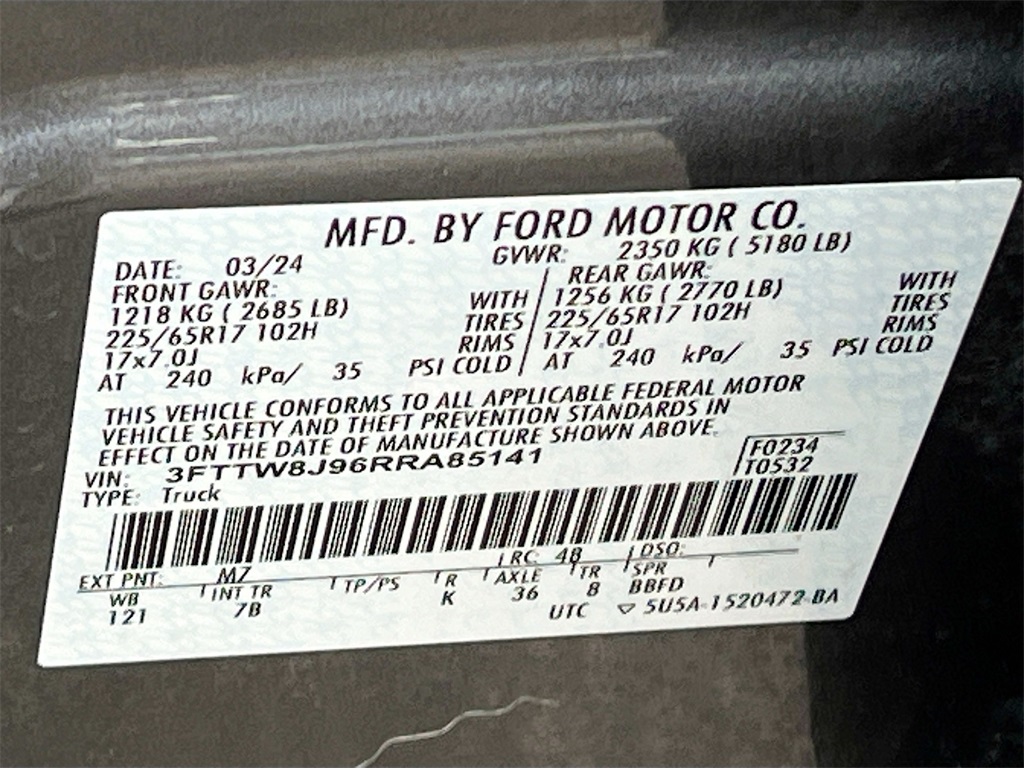 MFD. BY FORD MOTOR CO.
DATE: 03/24 GVWR: 2350 KG ( 5180 LB)
FRONT GAWR: REAR GAWR:
1218 KG ( 2685 LB) WITH 1256 KG ( 2770 LB) WITH
225/65R17 102H TIRES 225/65R17 102H TIRES
17x7.0J RIMS 17x7.0J RIMS
AT 240 kPa/ 35 PSI COLD AT 240 kPa/ 35 PSI COLD
THIS VEHICLE CONFORMS TO ALL APPLICABLE FEDERAL MOTOR
VEHICLE SAFETY AND THEFT PREVENTION STANDARDS IN
EFFECT ON THE DATE OF MANUFACTURE SHOWN ABOVE.
VIN: 3FTTW8J96RRA85141 F0234
TYPE: Truck T0532
EXT PNT: M7 RC: 48 DSO:
WB INT TR TP/PS R AXLE TR SPR
121 7B K 36 8 BBFD
UTC ▽ 5U5A-1520472-BA